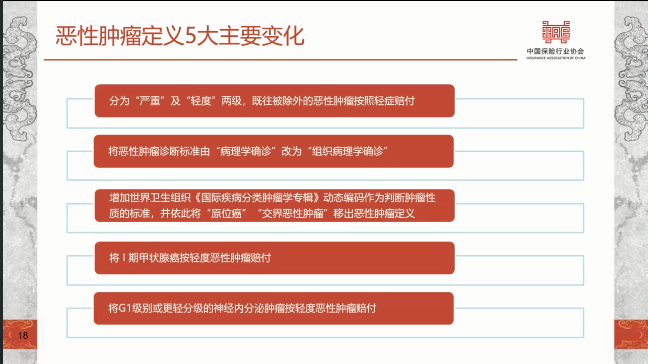 恶性肿瘤定义5大主要变化
中国保险行业协会
INSURANCE ASSOCIATION OF CHINA
分为“严重”及“轻度”两级，既往被除外的恶性肿瘤按照轻症赔付
将恶性肿瘤诊断标准由“病理学确诊”改为“组织病理学确诊”
增加世界卫生组织《国际疾病分类肿瘤学专辑》动态编码作为判断肿瘤性
质的标准，并依此将“原位癌”“交界恶性肿瘤”移出恶性肿瘤定义
将Ⅰ期甲状腺癌按轻度恶性肿瘤赔付
将G1级别或更轻分级的神经内分泌肿瘤按轻度恶性肿瘤赔付
18